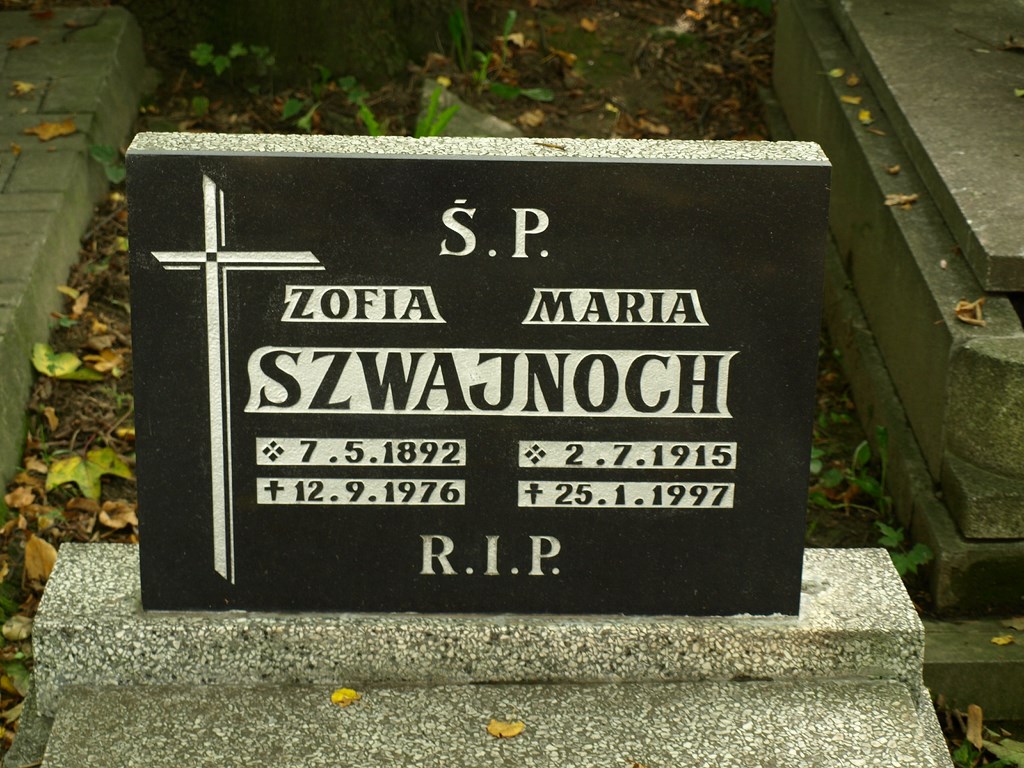 Ś. P.
ZOFIA MARIA
SZWAJNOCH
7.5.1892 2.7.1915
✝ 12.9.1976 ✝ 25.1.1997
R.I.P.